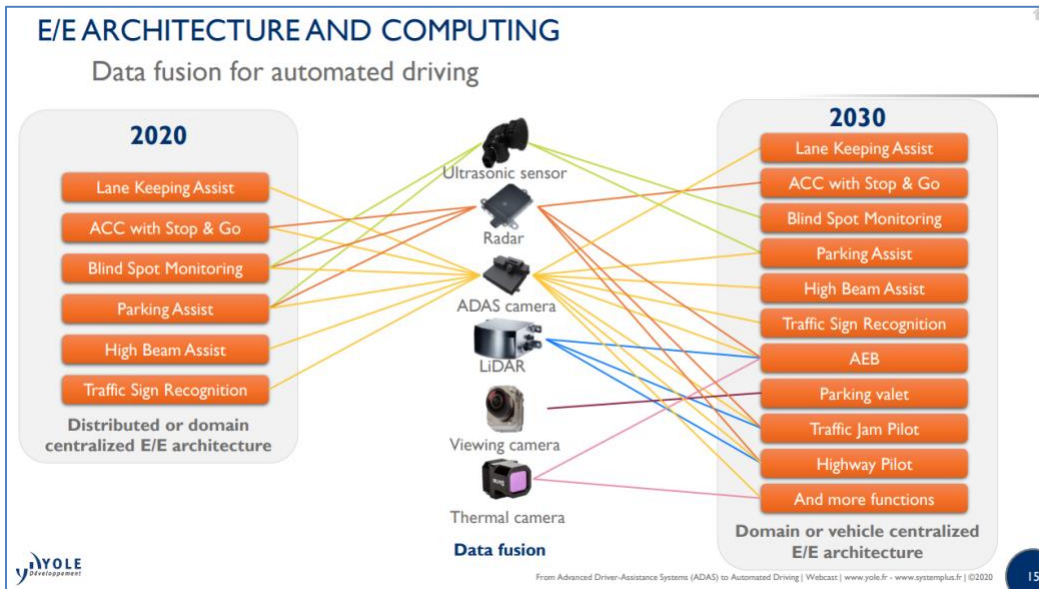 E/E ARCHITECTURE AND COMPUTING
Data fusion for automated driving
2020
Lane Keeping Assist
ACC with Stop & Go
Blind Spot Monitoring
Parking Assist
High Beam Assist
Traffic Sign Recognition
Distributed or domain
centralized E/E architecture
Ultrasonic sensor
Radar
ADAS camera
LiDAR
Viewing camera
Thermal camera
Data fusion
2030
Lane Keeping Assist
ACC with Stop & Go
Blind Spot Monitoring
Parking Assist
High Beam Assist
Traffic Sign Recognition
AEB
Parking valet
Traffic Jam Pilot
Highway Pilot
And more functions
Domain or vehicle centralized
E/E architecture
YOLE
Développement
From Advanced Driver-Assistance Systems (ADAS) to Automated Driving | Webcast | www.yole.fr - www.systemplus.fr | ©2020
15